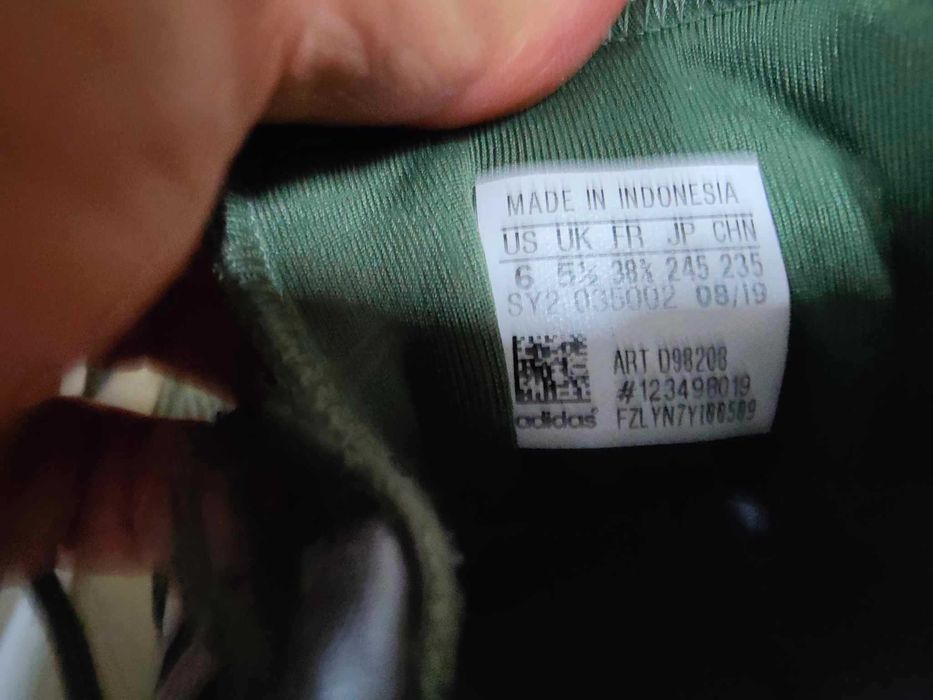 MADE IN INDONESIA
US UK FR JP CHN
6 5½ 38⅔ 245 235
SY2 035002 08/19
ART D98208
#123498019
adidas